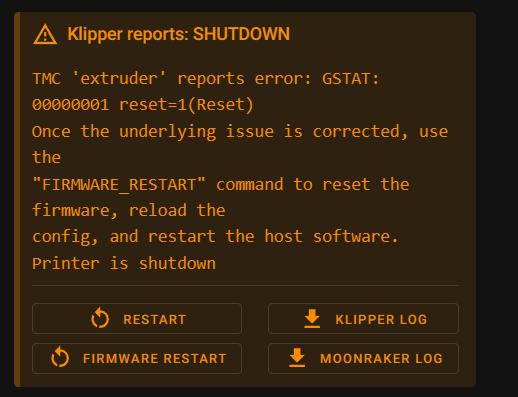 Klipper reports: SHUTDOWN
TMC 'extruder' reports error: GSTAT:
00000001 reset=1(Reset)
Once the underlying issue is corrected, use
the
"FIRMWARE_RESTART" command to reset the
firmware, reload the
config, and restart the host software.
Printer is shutdown
RESTART
KLIPPER LOG
FIRMWARE RESTART
MOONRAKER LOG